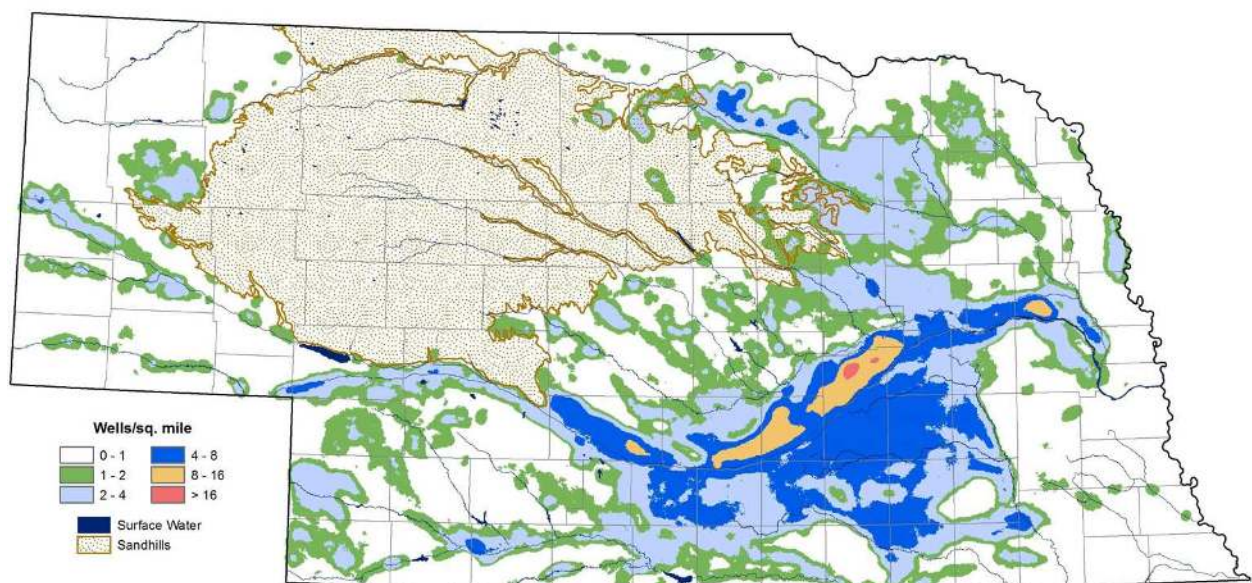 Wells/sq. mile
0 - 1
4 - 8
1 - 2
8 - 16
2 - 4
> 16
Surface Water
Sandhills